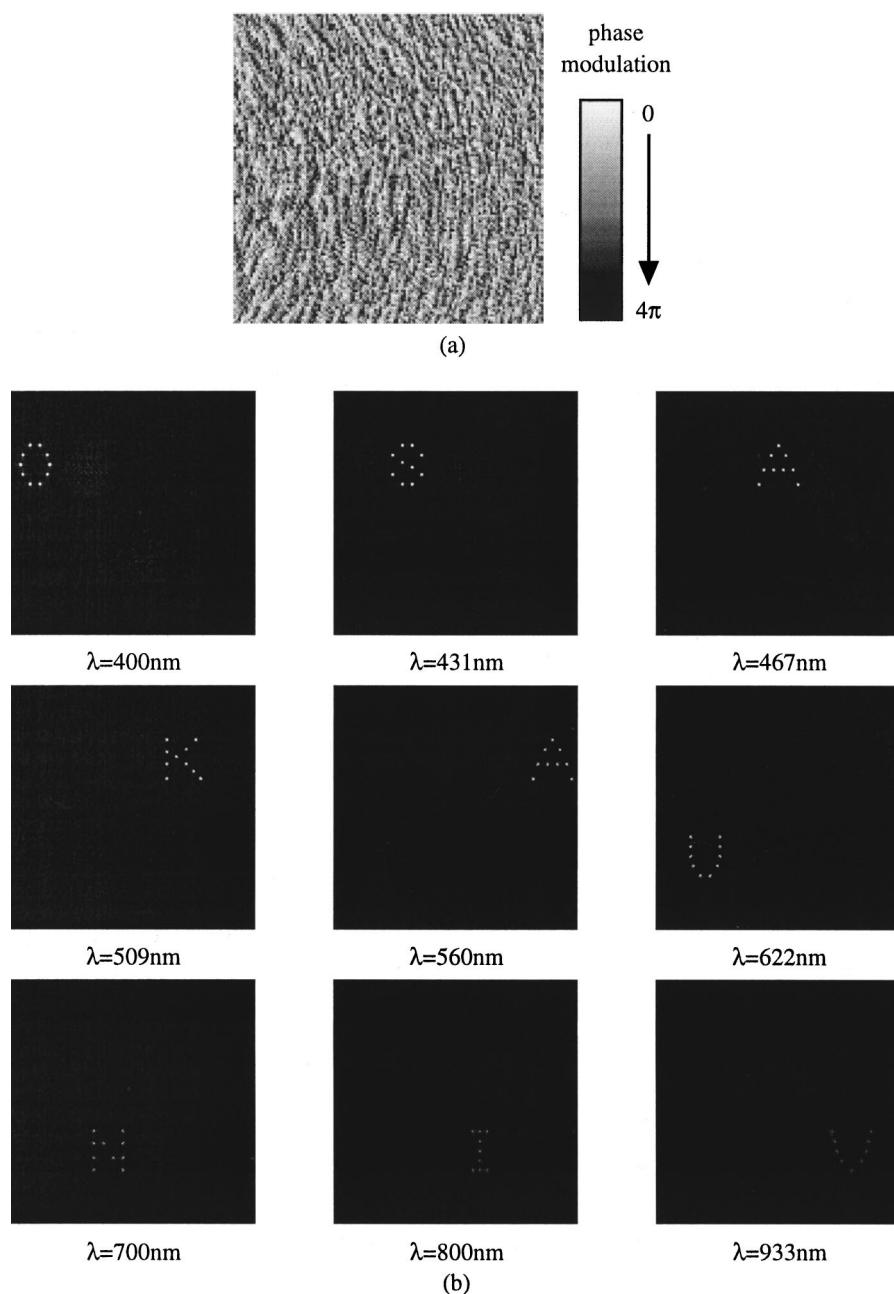 phase
modulation
0
4π
(a)
O
S
A
λ=400nm
λ=431nm
λ=467nm
K
A
U
λ=509nm
λ=560nm
λ=622nm
N
I
V
λ=700nm
λ=800nm
λ=933nm
(b)